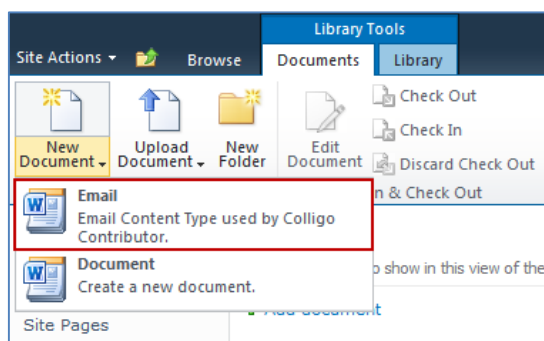 Library Tools
Site Actions
Browse
Documents
Library
New
Document
Upload
Document
New
Folder
Edit
Document
Check Out
Check In
Discard Check Out
n & Check Out
Email
Email Content Type used by Colligo
Contributor.
Document
Create a new document.
o show in this view of the
Add document
Site Pages